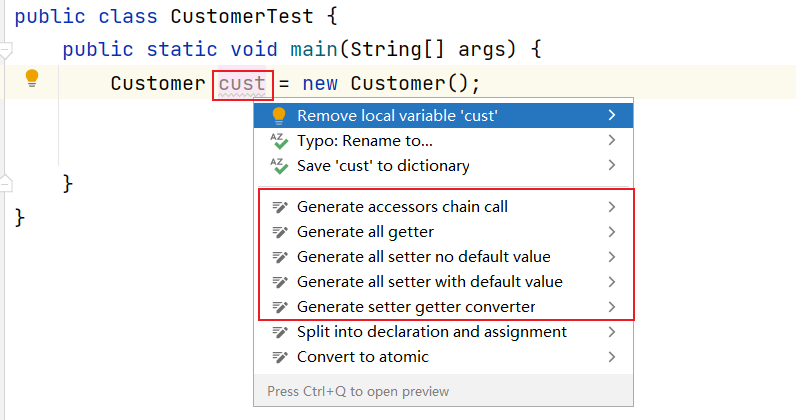 public class CustomerTest {
public static void main(String[] args) {
Customer cust = new Customer();
Remove local variable 'cust'
Typo: Rename to...
Save 'cust' to dictionary
}
Generate accessors chain call
}
Generate all getter
Generate all setter no default value
Generate all setter with default value
Generate setter getter converter
Split into declaration and assignment
Convert to atomic
Press Ctrl+Q to open preview